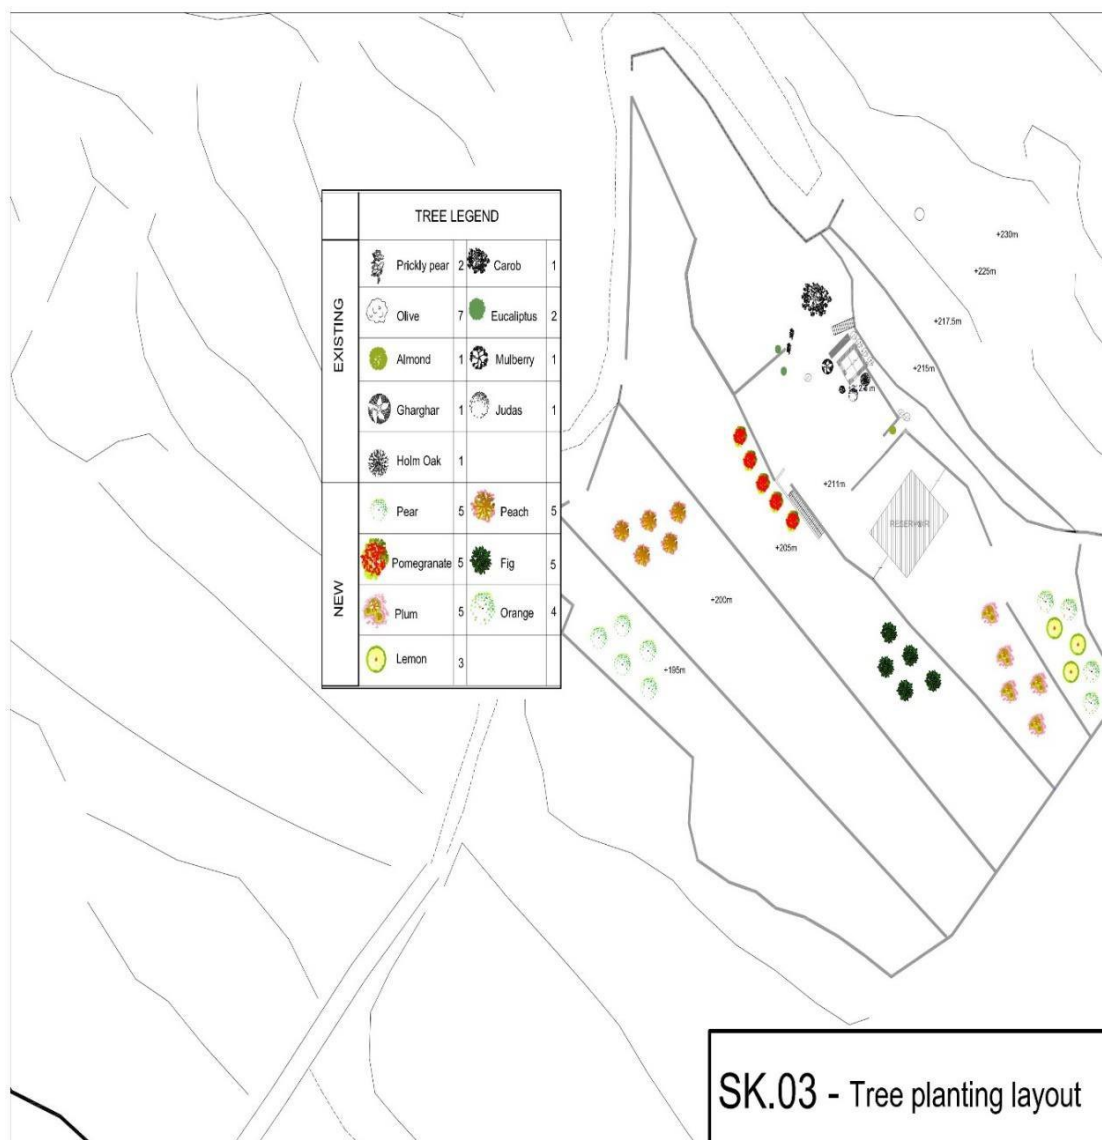 TREE LEGEND
EXISTING
Prickly pear 2 Carob 1
Olive 7 Eucaliptus 2
Almond 1 Mulberry 1
Gharghar 1 Judas 1
Holm Oak 1
NEW
Pear 5 Peach 5
Pomegranate 5 Fig 5
Plum 5 Orange 4
Lemon 3
+230m
+225m
+217.5m
+215m
+211m
RESERVOIR
+205m
+200m
+195m
SK.03 - Tree planting layout